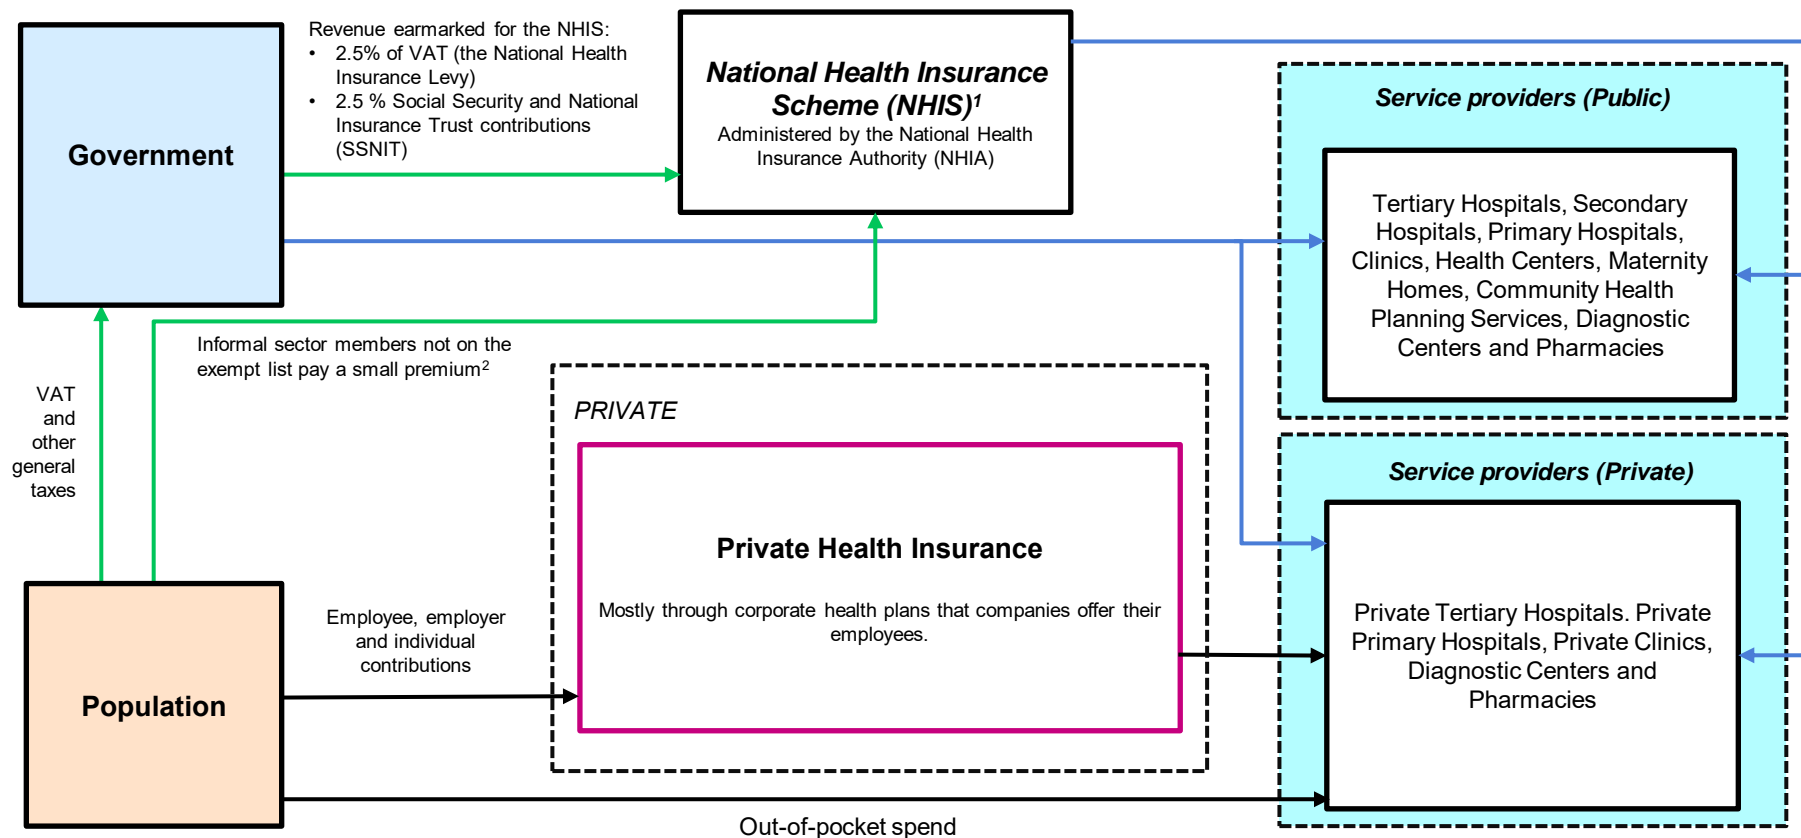 Revenue earmarked for the NHIS:
• 2.5% of VAT (the National Health
Insurance Levy)
• 2.5 % Social Security and National
Insurance Trust contributions
(SSNIT)
Government
National Health Insurance
Scheme (NHIS)¹
Administered by the National Health
Insurance Authority (NHIA)
Service providers (Public)
Tertiary Hospitals, Secondary
Hospitals, Primary Hospitals,
Clinics, Health Centers, Maternity
Homes, Community Health
Planning Services, Diagnostic
Centers and Pharmacies
Informal sector members not on the
exempt list pay a small premium²
VAT
and
other
general
taxes
PRIVATE
Private Health Insurance
Mostly through corporate health plans that companies offer their
employees.
Service providers (Private)
Private Tertiary Hospitals. Private
Primary Hospitals, Private Clinics,
Diagnostic Centers and
Pharmacies
Employee, employer
and individual
contributions
Population
Out-of-pocket spend